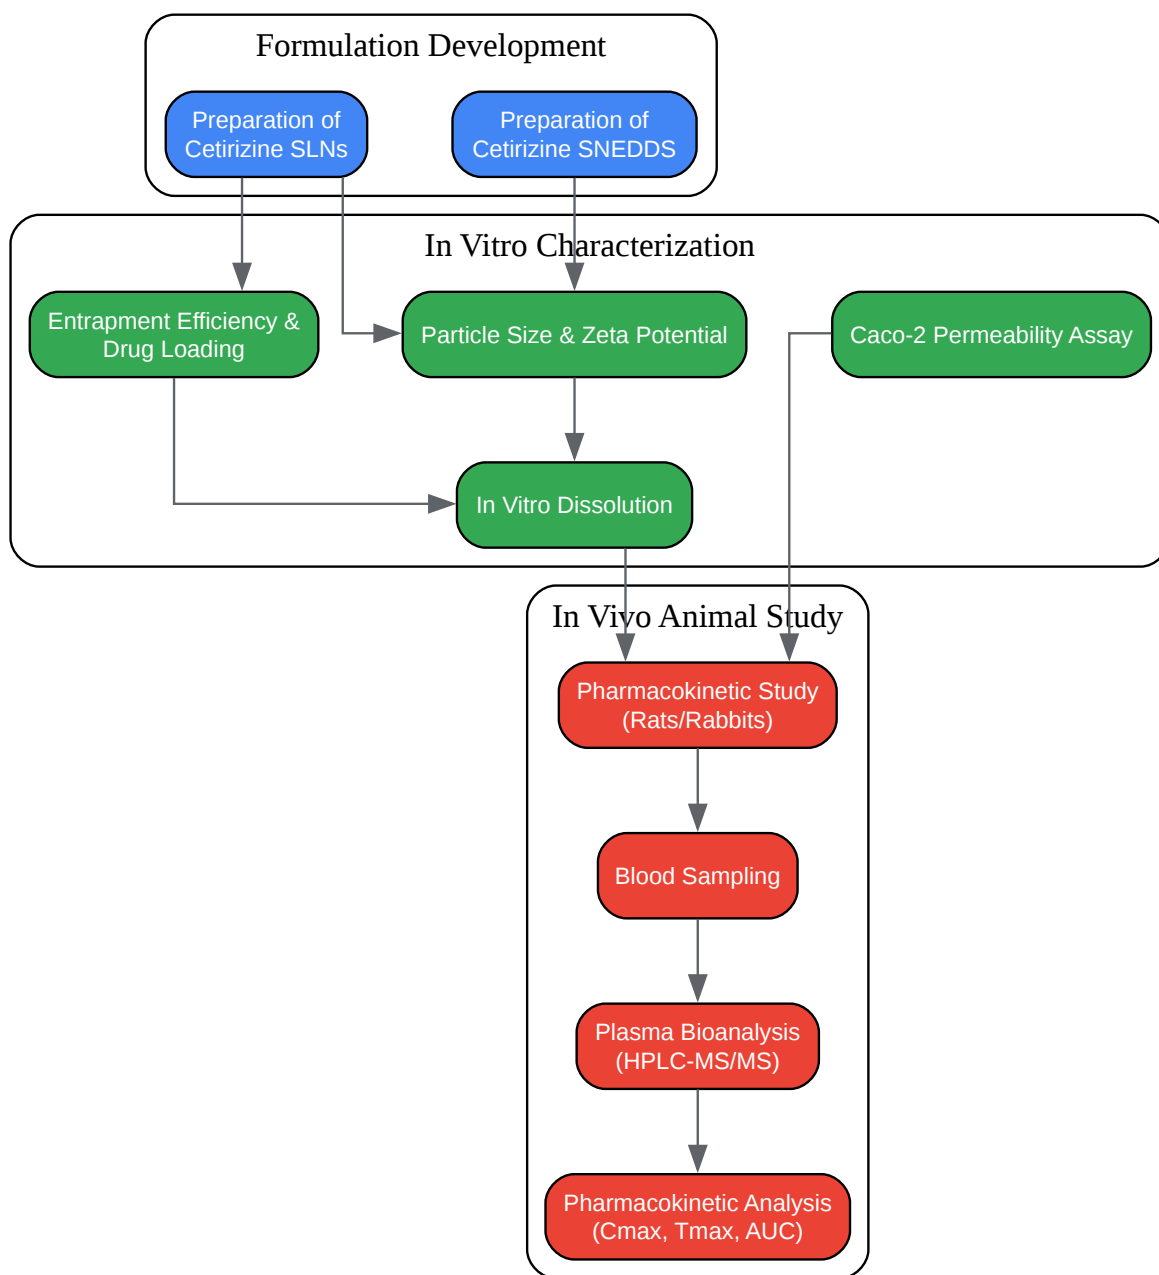 Formulation Development
Preparation of
Cetirizine SLNs
Preparation of
Cetirizine SNEDDS
In Vitro Characterization
Entrapment Efficiency &
Drug Loading
Particle Size & Zeta Potential
Caco-2 Permeability Assay
In Vitro Dissolution
In Vivo Animal Study
Pharmacokinetic Study
(Rats/Rabbits)
Blood Sampling
Plasma Bioanalysis
(HPLC-MS/MS)
Pharmacokinetic Analysis
(Cmax, Tmax, AUC)